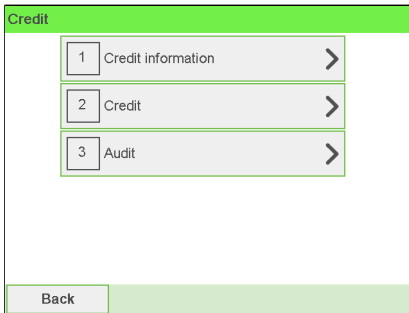 Credit
1 Credit information
2 Credit
3 Audit
Back